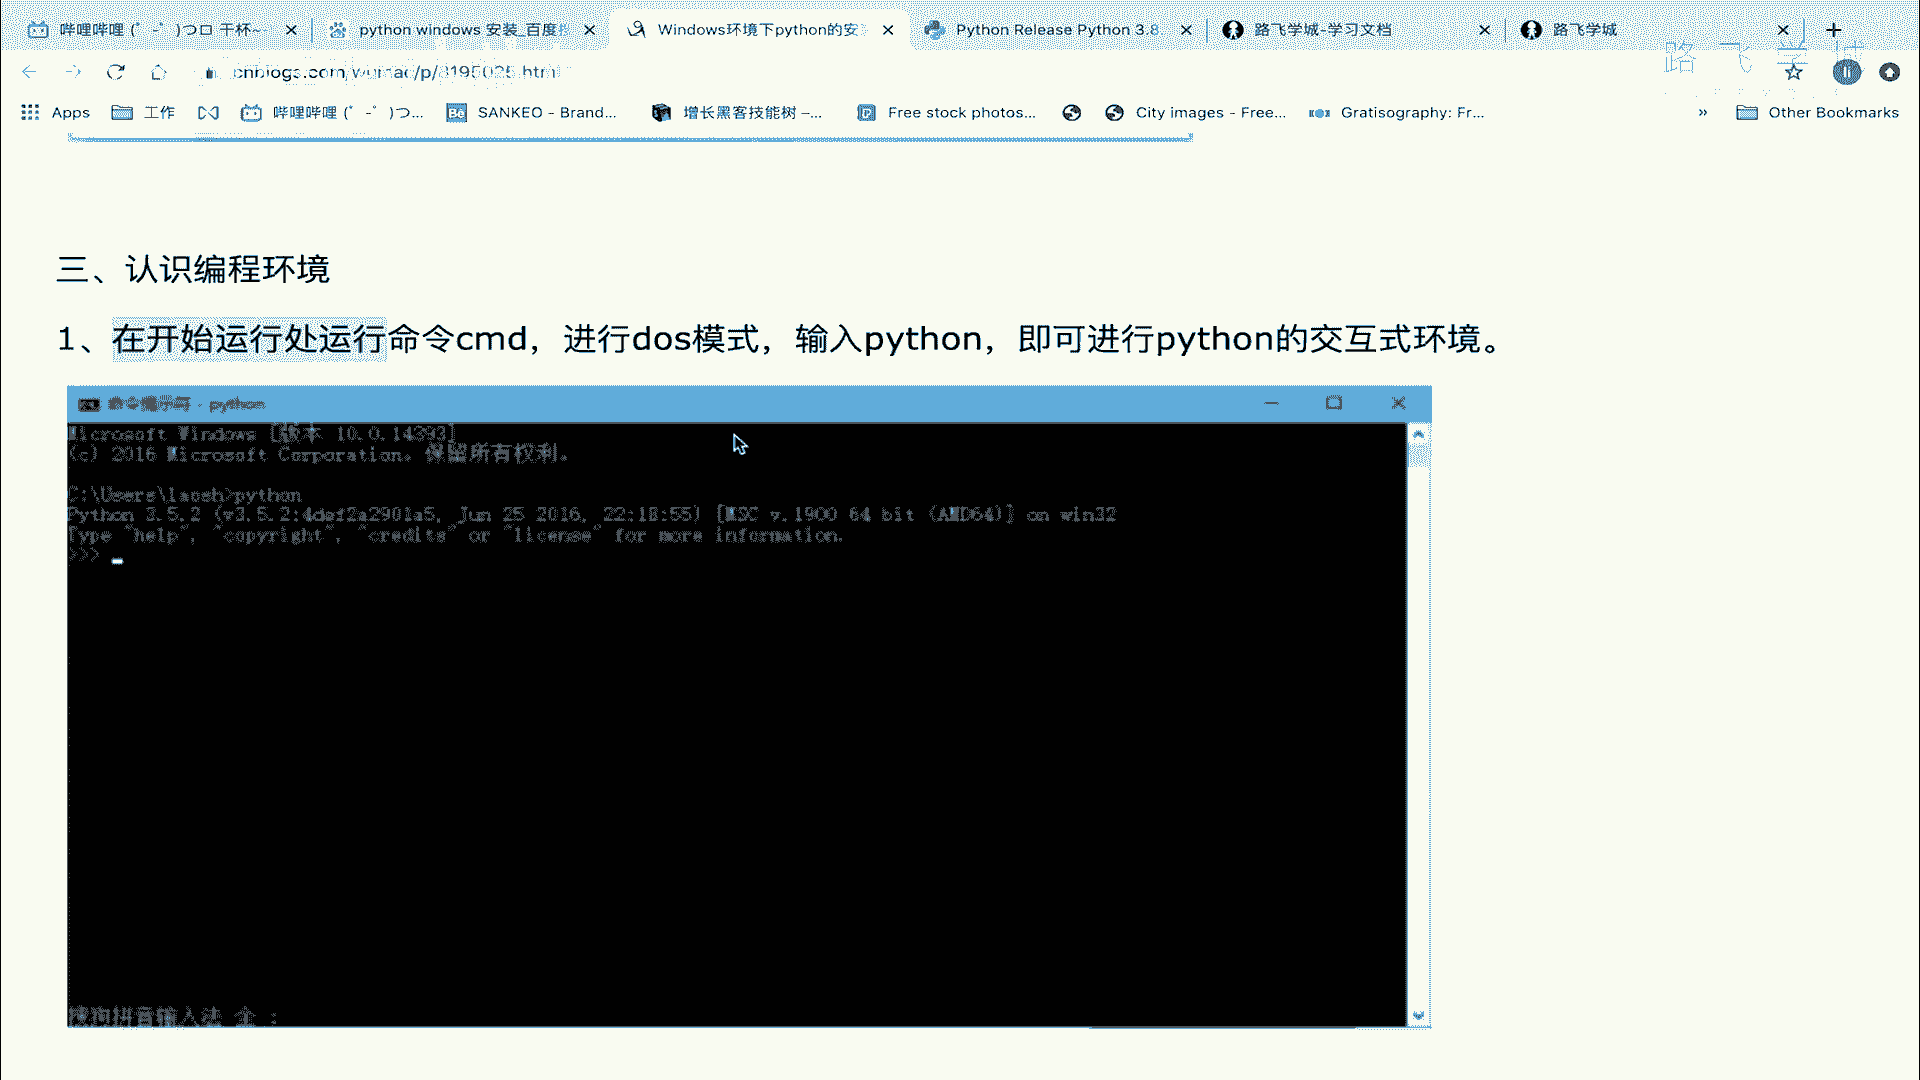 哔哩哔哩 (゜-゜)つロ 干杯~
python windows 安装_百度搜
Windows环境下python的安
Python Release Python 3.8
路飞学城-学习文档
路飞学城
路飞学城
cnblogs.com/wumac/p/8195025.html
Apps
工作
哔哩哔哩 (゜-゜)つ...
SANKEO - Brand...
增长黑客技能树 –...
Free stock photos...
City images - Free...
Gratisography: Fr...
»
Other Bookmarks
三、认识编程环境
1、在开始运行处运行命令cmd，进行dos模式，输入python，即可进行python的交互式环境。
命令提示符 - python
Microsoft Windows [版本 10.0.14393]
(c) 2016 Microsoft Corporation。保留所有权利。
C:\Users\laosh>python
Python 3.5.2 (v3.5.2:4def2a2901a5, Jun 25 2016, 22:18:55) [MSC v.1900 64 bit (AMD64)] on win32
Type "help", "copyright", "credits" or "license" for more information.
>>>
搜狗拼音输入法 全 :